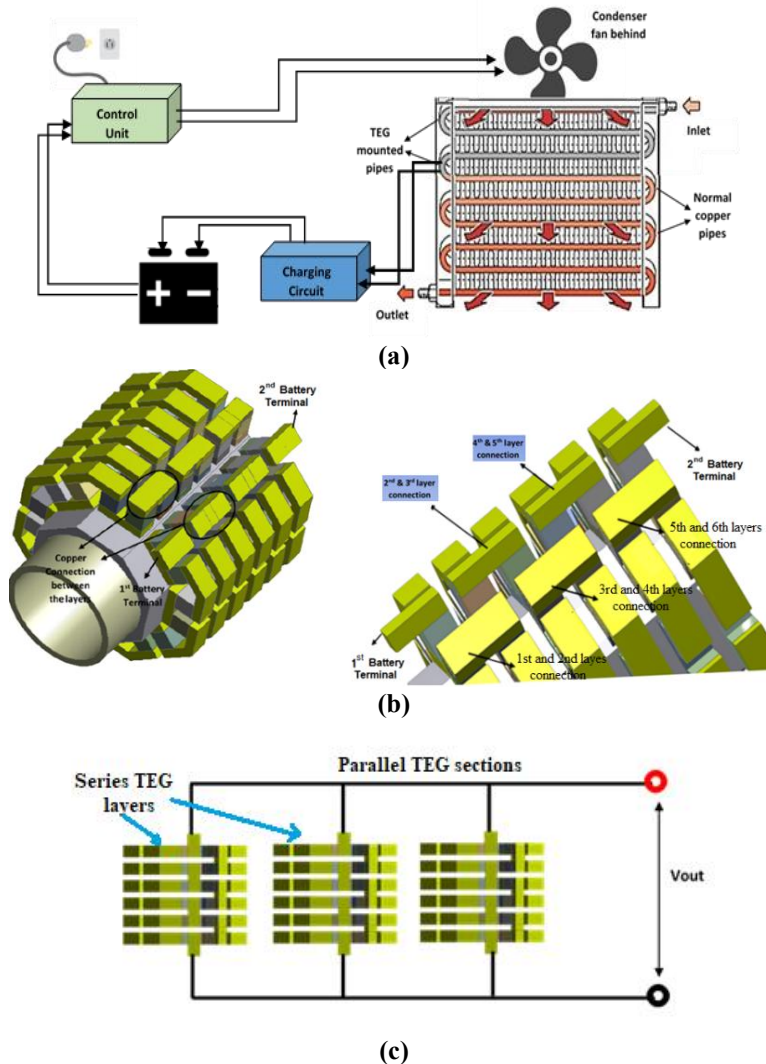 Condenser
fan behind
Control
Unit
TEG
mounted
pipes
Inlet
Normal
copper
pipes
Charging
Circuit
+ −
Outlet
(a)
2nd Battery
Terminal
Copper
Connection
between
the layers
1st Battery
Terminal
4th & 5th layer
connection
2nd & 3rd layer
connection
2nd Battery
Terminal
5th and 6th layers
connection
3rd and 4th layers
connection
1st Battery
Terminal
1st and 2nd layes
connection
(b)
Series TEG
layers
Parallel TEG sections
Vout
(c)